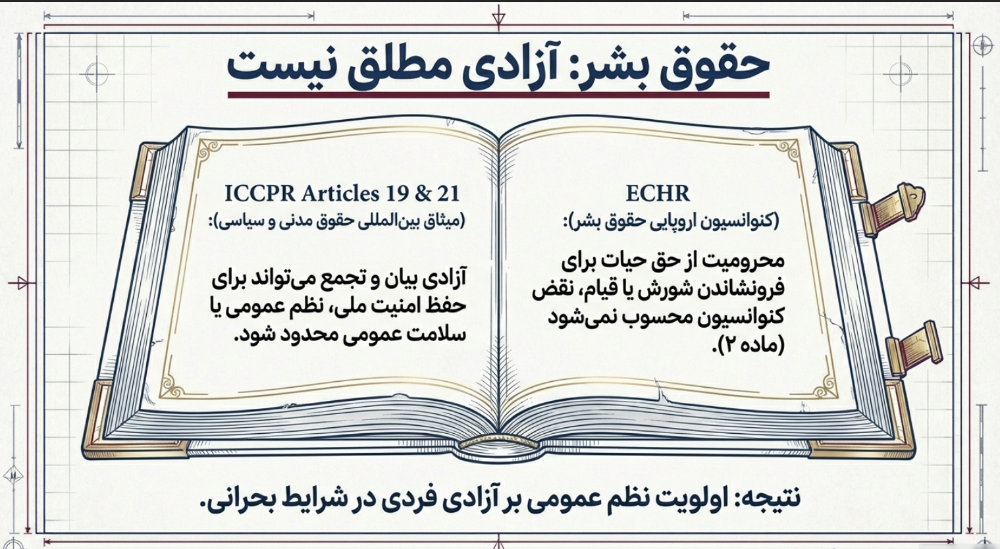 حقوق بشر: آزادی مطلق نیست
ECHR
(کنوانسیون اروپایی حقوق بشر):
محرومیت از حق حیات برای
فرونشاندن شورش یا قیام، نقض
کنوانسیون محسوب نمی‌شود
(ماده ۲).
ICCPR Articles 19 & 21
(میثاق بین‌المللی حقوق مدنی و سیاسی):
آزادی بیان و تجمع می‌تواند برای
حفظ امنیت ملی، نظم عمومی یا
سلامت عمومی محدود شود.
نتیجه: اولویت نظم عمومی بر آزادی فردی در شرایط بحرانی.